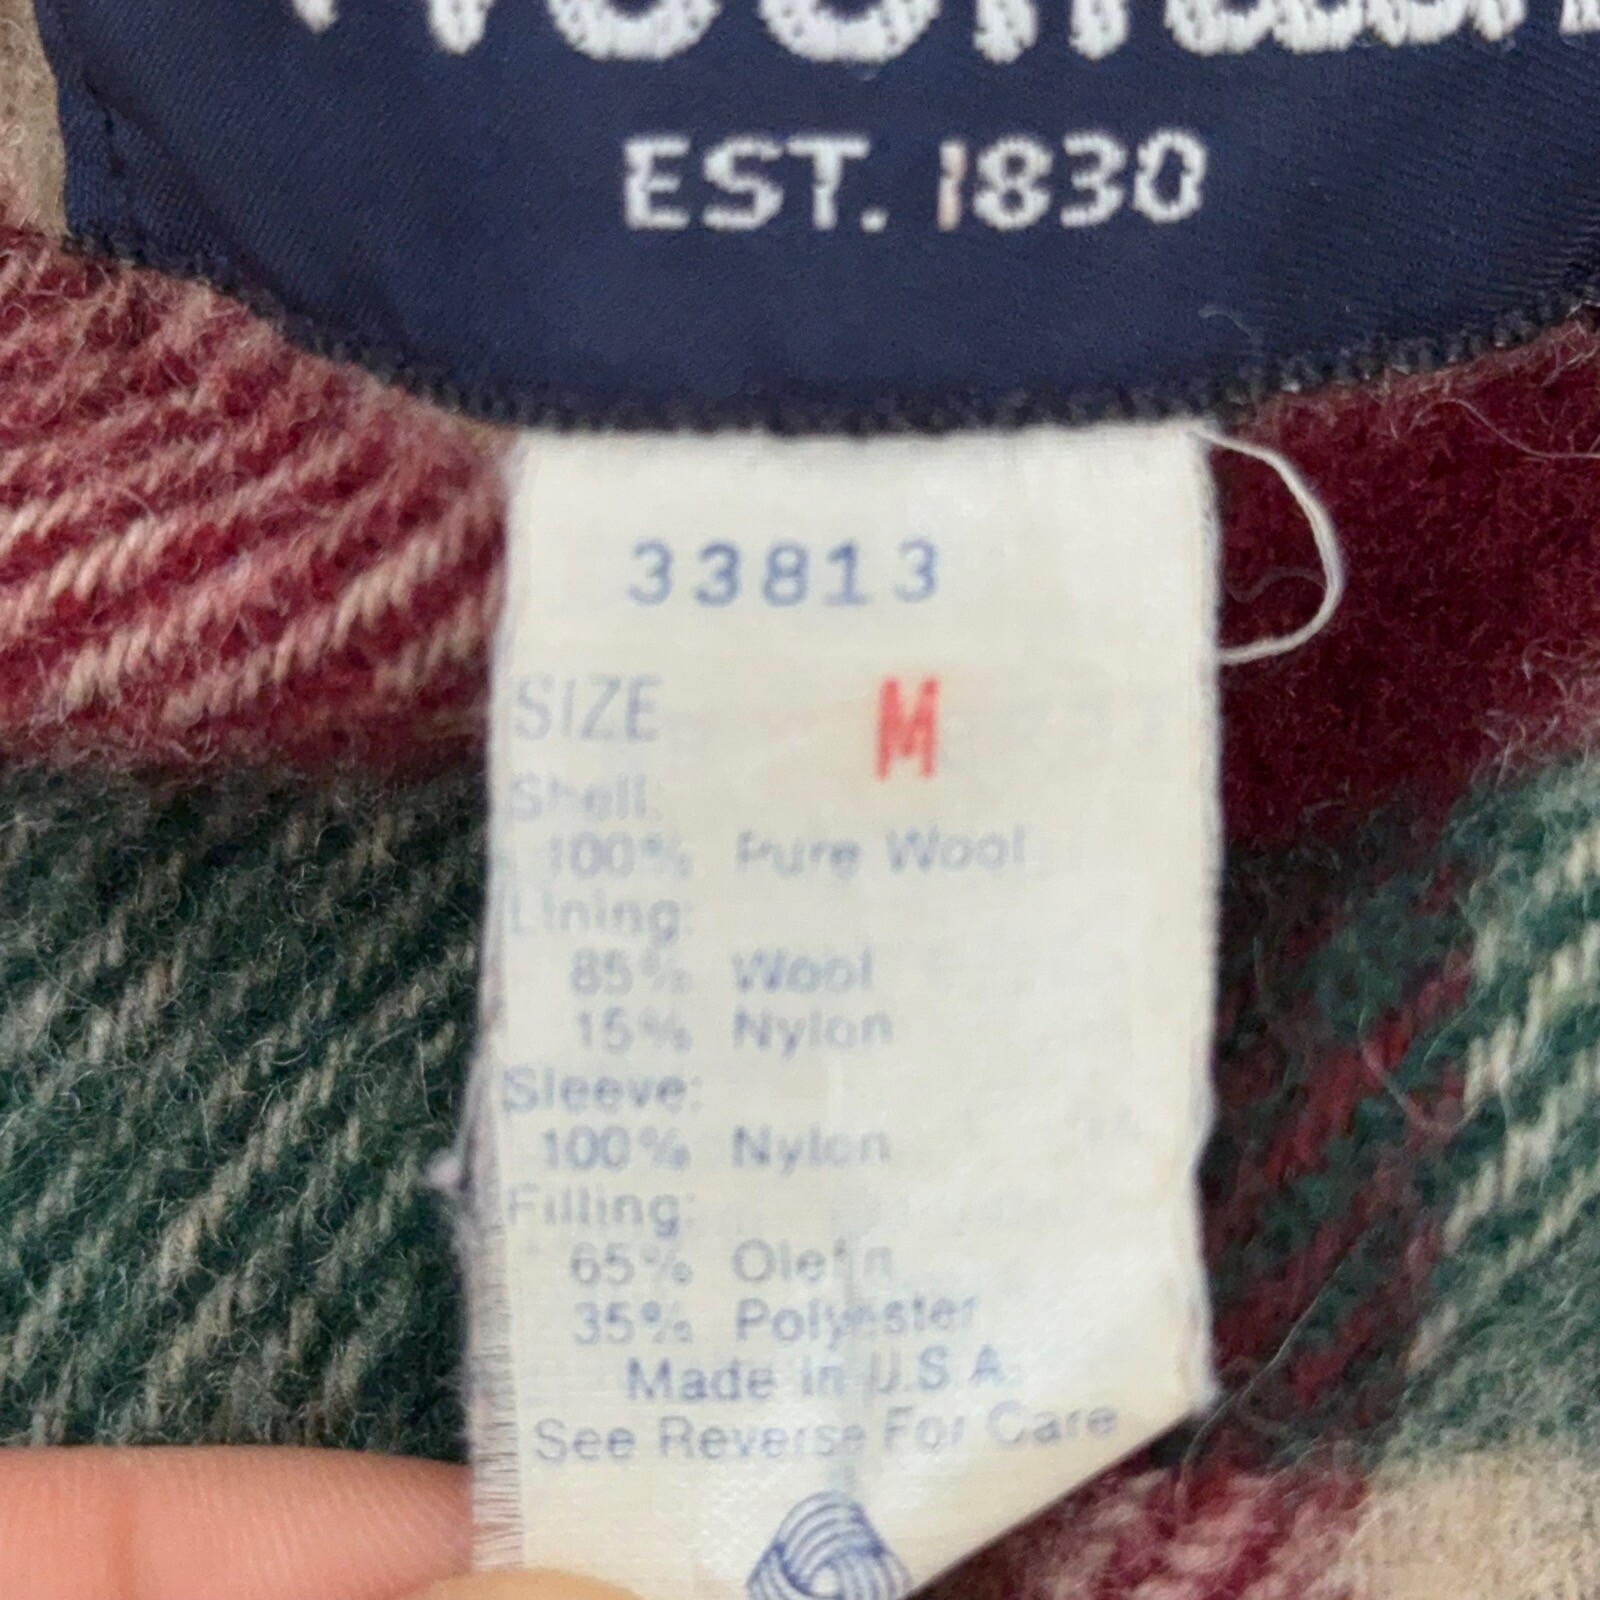 EST. 1830
33813
SIZE M
Shell:
100% Pure Wool
Lining:
85% Wool
15% Nylon
Sleeve:
100% Nylon
Filling:
65% Olefin
35% Polyester
Made in U.S.A.
See Reverse For Care